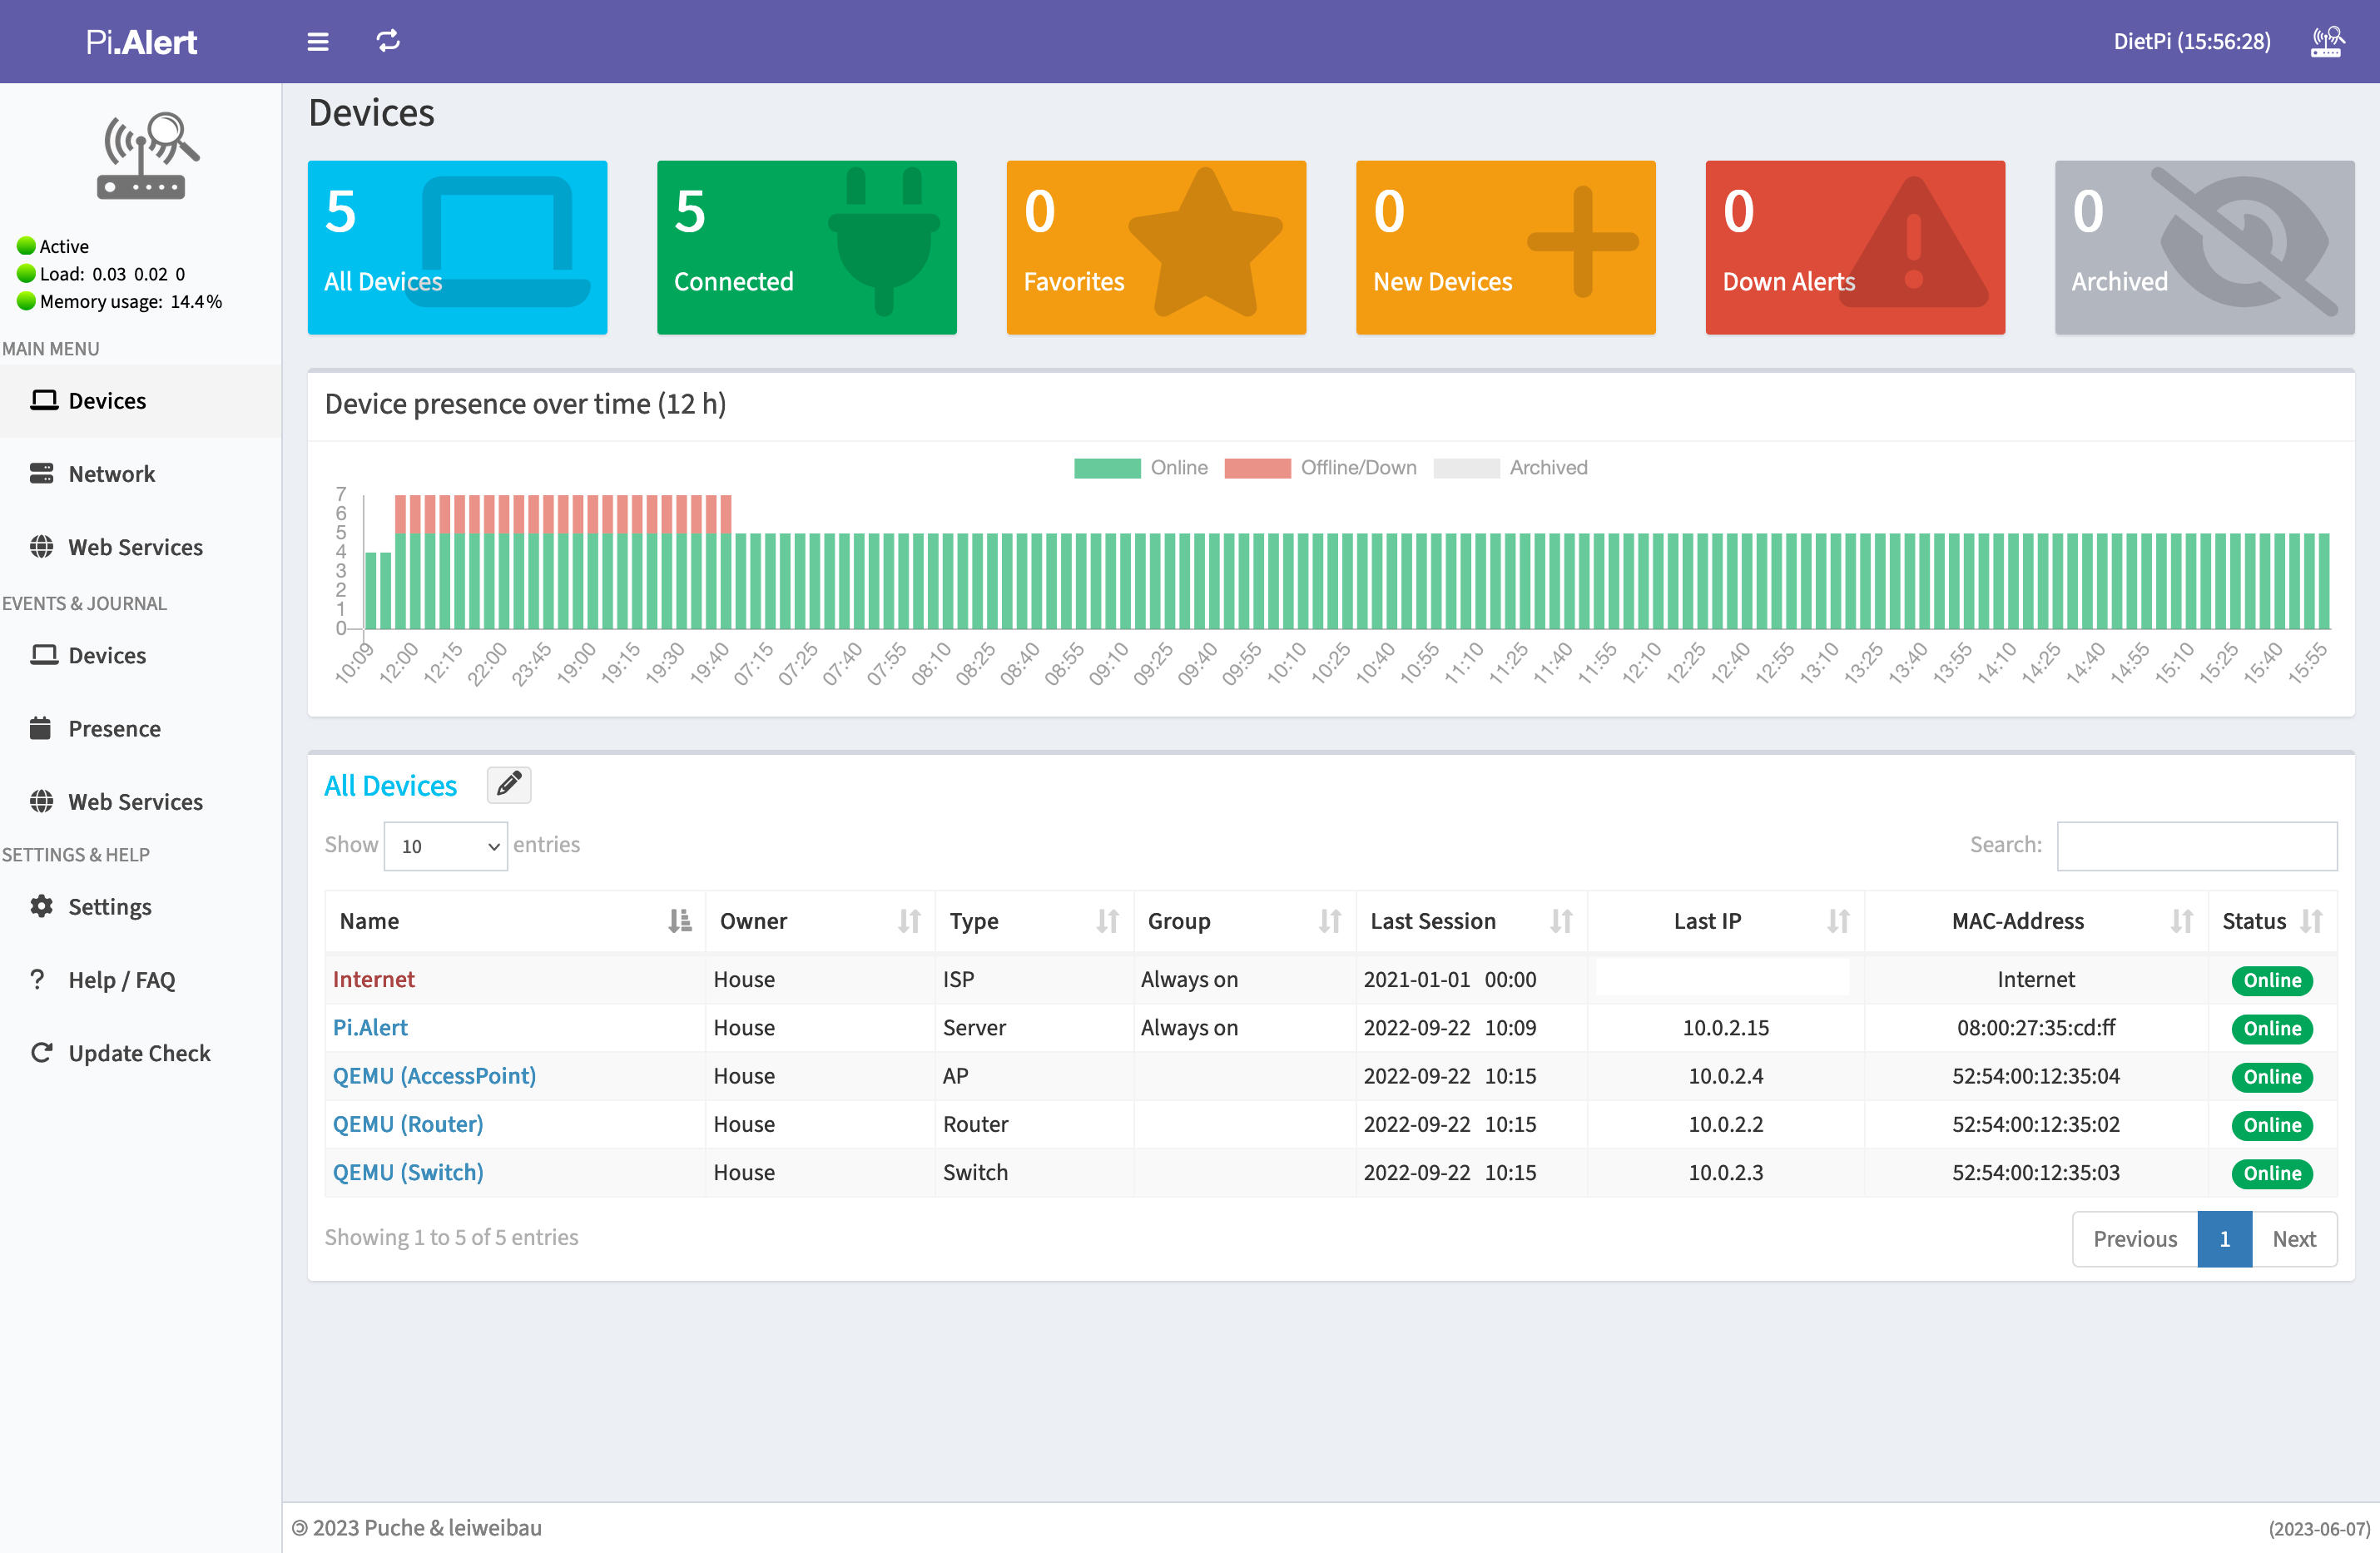 Pi.Alert
DietPi (15:56:28)
Active
Load: 0.03 0.02 0
Memory usage: 14.4%
MAIN MENU
Devices
Network
Web Services
EVENTS & JOURNAL
Devices
Presence
Web Services
SETTINGS & HELP
Settings
Help / FAQ
Update Check
Devices
5
All Devices
5
Connected
0
Favorites
0
New Devices
0
Down Alerts
0
Archived
Device presence over time (12 h)
Online Offline/Down Archived
7
6
5
4
3
2
1
0
10:09 12:00 12:15 22:00 23:45 19:00 19:15 19:30 19:40 07:15 07:25 07:40 07:55 08:10 08:25 08:40 08:55 09:10 09:25 09:40 09:55 10:10 10:25 10:40 10:55 11:10 11:25 11:40 11:55 12:10 12:25 12:40 12:55 13:10 13:25 13:40 13:55 14:10 14:25 14:40 14:55 15:10 15:25 15:40 15:55
All Devices
Show 10 entries
Search:
Name Owner Type Group Last Session Last IP MAC-Address Status
Internet House ISP Always on 2021-01-01 00:00 Internet Online
Pi.Alert House Server Always on 2022-09-22 10:09 10.0.2.15 08:00:27:35:cd:ff Online
QEMU (AccessPoint) House AP 2022-09-22 10:15 10.0.2.4 52:54:00:12:35:04 Online
QEMU (Router) House Router 2022-09-22 10:15 10.0.2.2 52:54:00:12:35:02 Online
QEMU (Switch) House Switch 2022-09-22 10:15 10.0.2.3 52:54:00:12:35:03 Online
Showing 1 to 5 of 5 entries
Previous 1 Next
🄯 2023 Puche & leiweibau
(2023-06-07)